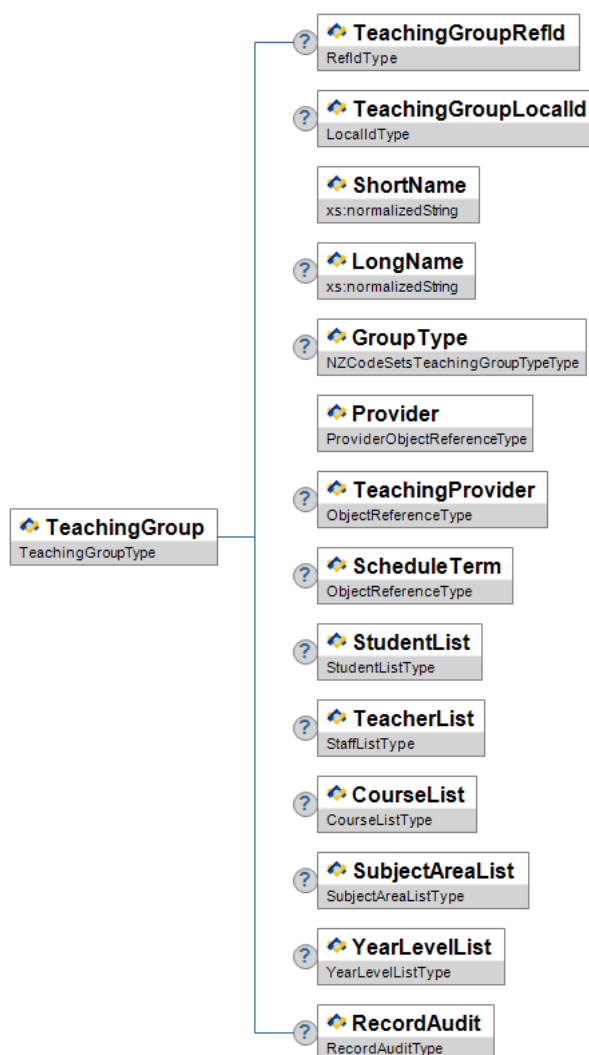 ?
TeachingGroupRefId
RefIdType
?
TeachingGroupLocalId
LocalIdType
ShortName
xs:normalizedString
?
LongName
xs:normalizedString
?
GroupType
NZCodeSetsTeachingGroupTypeType
Provider
ProviderObjectReferenceType
?
TeachingProvider
ObjectReferenceType
TeachingGroup
TeachingGroupType
?
ScheduleTerm
ObjectReferenceType
?
StudentList
StudentListType
?
TeacherList
StaffListType
?
CourseList
CourseListType
?
SubjectAreaList
SubjectAreaListType
?
YearLevelList
YearLevelListType
?
RecordAudit
RecordAuditType